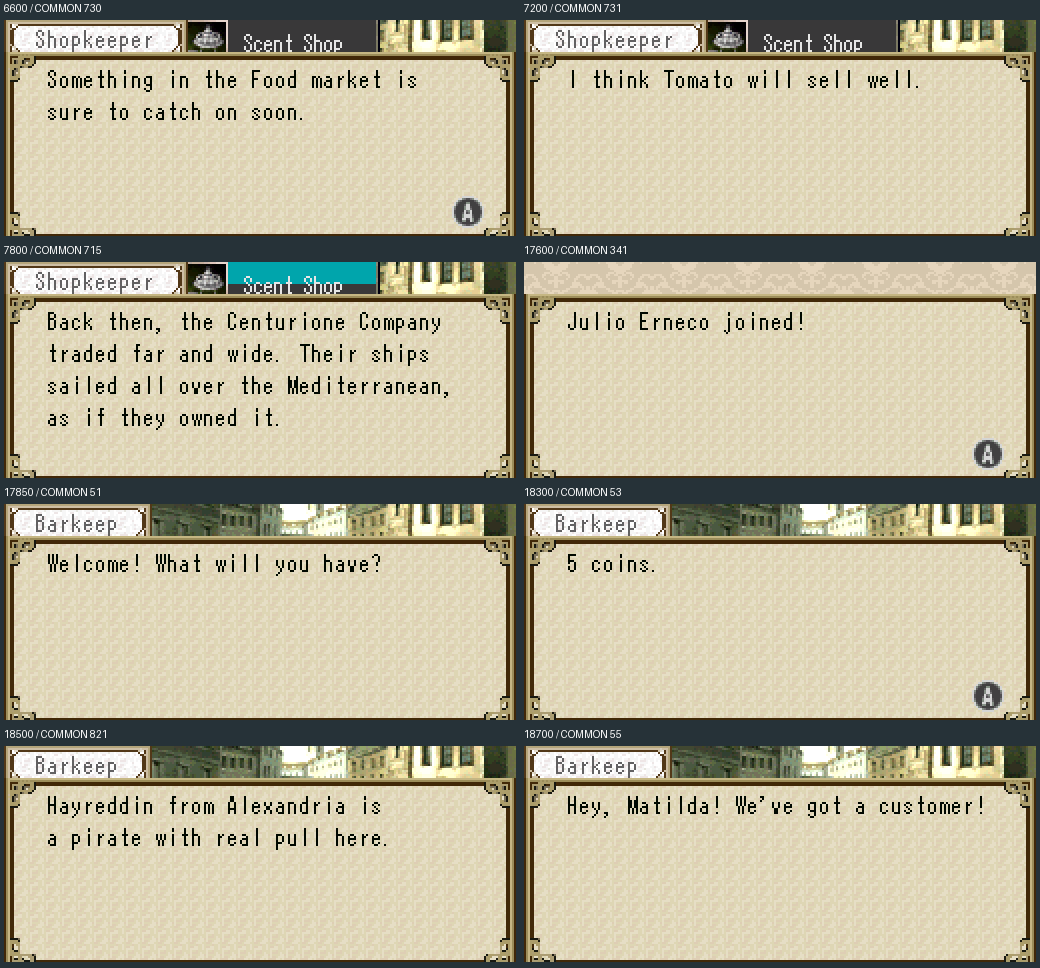 6600 / COMMON 730
Shopkeeper
Scent Shop
Something in the Food market is
sure to catch on soon.
A
7200 / COMMON 731
Shopkeeper
Scent Shop
I think Tomato will sell well.
7800 / COMMON 715
Shopkeeper
Scent Shop
Back then, the Centurione Company
traded far and wide. Their ships
sailed all over the Mediterranean,
as if they owned it.
17600 / COMMON 341
Julio Erneco joined!
A
17850 / COMMON 51
Barkeep
Welcome! What will you have?
18300 / COMMON 53
Barkeep
5 coins.
A
18500 / COMMON 821
Barkeep
Hayreddin from Alexandria is
a pirate with real pull here.
18700 / COMMON 55
Barkeep
Hey, Matilda! We've got a customer!